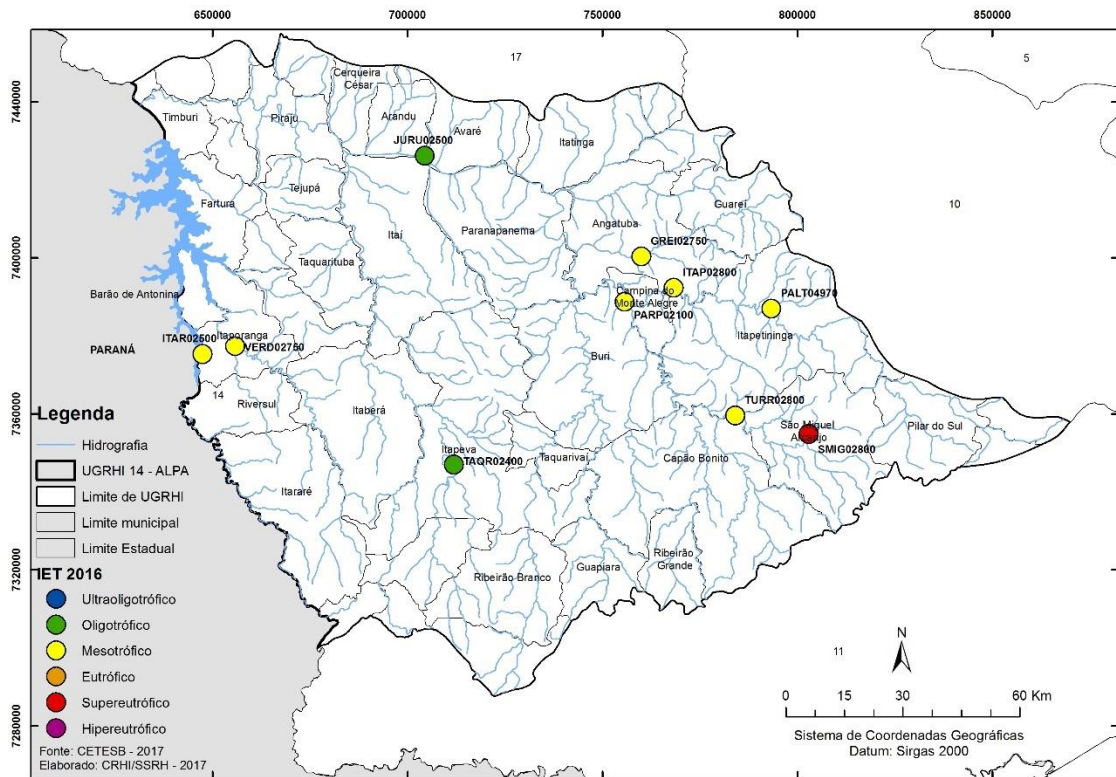 650000 700000 750000 800000 850000
17
5
Cerqueira
César
7440000
Timburi
Piraju
Arandu
Avaré
JURU02500
Itatinga
Tejupá
Fartura
Guareí
10
Angatuba
Itaí
Paranapanema
GREI02750
7400000
Taquarituba
ITAP02800
Barão de Antonina
Campina do
Monte Alegre
PALT04970
PARP02100
Itapetininga
ITAR02500
Itaporanga
PARANÁ
VERD02750
Buri
14
Riversul
TURR02800
7360000
Itaberá
São Miguel
Arcanjo
Pilar do Sul
SMIG02800
Itapeva
TAQR02400
Taquarivaí
Capão Bonito
Itararé
7320000
Ribeirão Branco
Guapiara
Ribeirão
Grande
11
7280000
Legenda
Hidrografia
UGRHI 14 - ALPA
Limite de UGRHI
Limite municipal
Limite Estadual
IET 2016
Ultraoligotrófico
Oligotrófico
Mesotrófico
Eutrófico
Supereutrófico
Hipereutrófico
Fonte: CETESB - 2017
Elaborado: CRHI/SSRH - 2017
N
0 15 30 60 Km
Sistema de Coordenadas Geográficas
Datum: Sirgas 2000